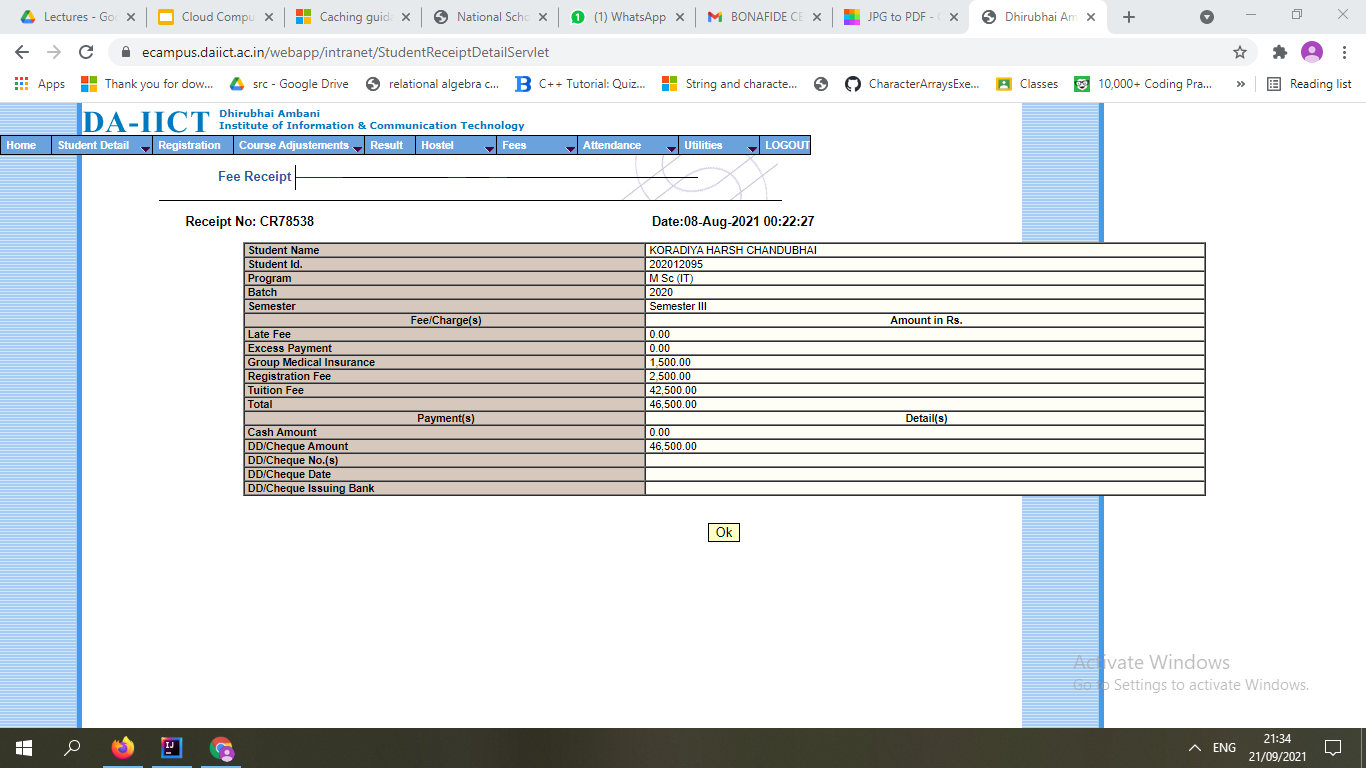 Lectures - Go
Cloud Compu
Caching guid
National Scho
(1) WhatsApp
BONAFIDE CE
JPG to PDF -
Dhirubhai Am
ecampus.daiict.ac.in/webapp/intranet/StudentReceiptDetailServlet
Apps
Thank you for dow...
src - Google Drive
relational algebra c...
C++ Tutorial: Quiz...
String and characte...
CharacterArraysExe...
Classes
10,000+ Coding Pra...
»
Reading list
DA-IICT
Dhirubhai Ambani
Institute of Information & Communication Technology
Home Student Detail Registration Course Adjustements Result Hostel Fees Attendance Utilities LOGOUT
Fee Receipt
Receipt No: CR78538 Date:08-Aug-2021 00:22:27
Student Name KORADIYA HARSH CHANDUBHAI
Student Id. 202012095
Program M Sc (IT)
Batch 2020
Semester Semester III
Fee/Charge(s) Amount in Rs.
Late Fee 0.00
Excess Payment 0.00
Group Medical Insurance 1,500.00
Registration Fee 2,500.00
Tuition Fee 42,500.00
Total 46,500.00
Payment(s) Detail(s)
Cash Amount 0.00
DD/Cheque Amount 46,500.00
DD/Cheque No.(s)
DD/Cheque Date
DD/Cheque Issuing Bank
Ok
Activate Windows
Go to Settings to activate Windows.
ENG
21:34
21/09/2021